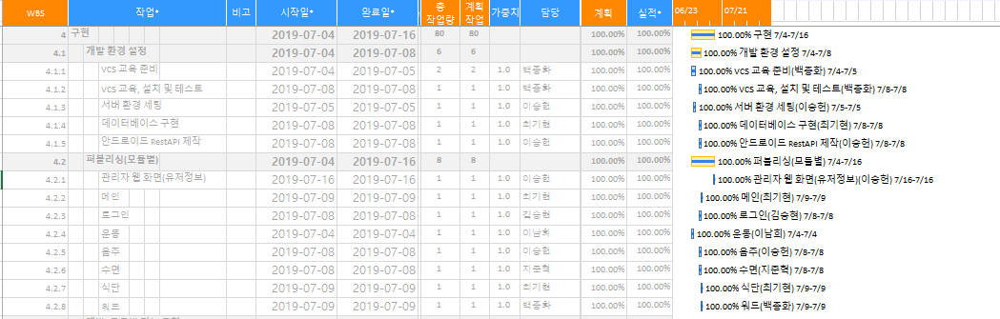 WBS 작업* 비고 시작일* 완료일* 총 작업량 계획 작업 가중치 담당 계획 실적* 06/23 07/21
4 구현 2019-07-04 2019-07-16 80 80 100.00% 100.00% 100.00% 구현 7/4-7/16
4.1 개발 환경 설정 2019-07-04 2019-07-08 6 6 100.00% 100.00% 100.00% 개발 환경 설정 7/4-7/8
4.1.1 VCS 교육 준비 2019-07-04 2019-07-05 2 2 1.0 백종화 100.00% 100.00% 100.00% VCS 교육 준비(백종화) 7/4-7/5
4.1.2 VCS 교육, 설치 및 테스트 2019-07-08 2019-07-08 1 1 1.0 백종화 100.00% 100.00% 100.00% VCS 교육, 설치 및 테스트(백종화) 7/8-7/8
4.1.3 서버 환경 세팅 2019-07-05 2019-07-05 1 1 1.0 이승헌 100.00% 100.00% 100.00% 서버 환경 세팅(이승헌) 7/5-7/5
4.1.4 데이터베이스 구현 2019-07-08 2019-07-08 1 1 1.0 최기현 100.00% 100.00% 100.00% 데이터베이스 구현(최기현) 7/8-7/8
4.1.5 안드로이드 RestAPI 제작 2019-07-08 2019-07-08 1 1 1.0 이승헌 100.00% 100.00% 100.00% 안드로이드 RestAPI 제작(이승헌) 7/8-7/8
4.2 퍼블리싱(모듈별) 2019-07-04 2019-07-16 8 8 100.00% 100.00% 100.00% 퍼블리싱(모듈별) 7/4-7/16
4.2.1 관리자 웹 화면(유저정보) 2019-07-16 2019-07-16 1 1 1.0 이승헌 100.00% 100.00% 100.00% 관리자 웹 화면(유저정보)(이승헌) 7/16-7/16
4.2.2 메인 2019-07-09 2019-07-09 1 1 1.0 최기현 100.00% 100.00% 100.00% 메인(최기현) 7/9-7/9
4.2.3 로그인 2019-07-08 2019-07-08 1 1 1.0 김승현 100.00% 100.00% 100.00% 로그인(김승현) 7/8-7/8
4.2.4 운동 2019-07-04 2019-07-04 1 1 1.0 이남희 100.00% 100.00% 100.00% 운동(이남희) 7/4-7/4
4.2.5 음주 2019-07-08 2019-07-08 1 1 1.0 이승헌 100.00% 100.00% 100.00% 음주(이승헌) 7/8-7/8
4.2.6 수면 2019-07-08 2019-07-08 1 1 1.0 지준혁 100.00% 100.00% 100.00% 수면(지준혁) 7/8-7/8
4.2.7 식단 2019-07-09 2019-07-09 1 1 1.0 최기현 100.00% 100.00% 100.00% 식단(최기현) 7/9-7/9
4.2.8 워드 2019-07-09 2019-07-09 1 1 1.0 백종화 100.00% 100.00% 100.00% 워드(백종화) 7/9-7/9